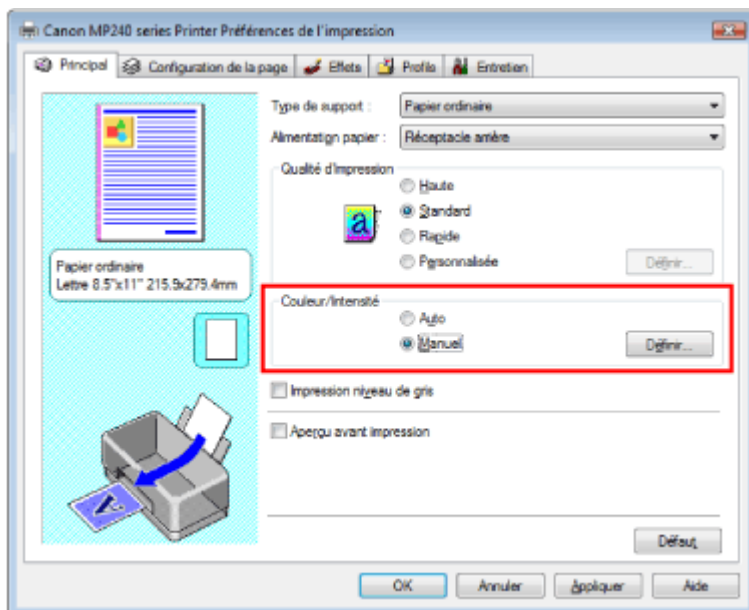 Canon MP240 series Printer Préférences de l'impression
Principal Configuration de la page Effets Profils Entretien
Type de support : Papier ordinaire
Alimentation papier : Réceptacle arrière
Qualité d'impression
Haute
a Standard
Rapide
Personnalisée Définir...
Papier ordinaire
Lettre 8.5"x11" 215.9x279.4mm
Couleur/Intensité
Auto
Manuel Définir...
Impression niveau de gris
Aperçu avant impression
Défaut
OK Annuler Appliquer Aide